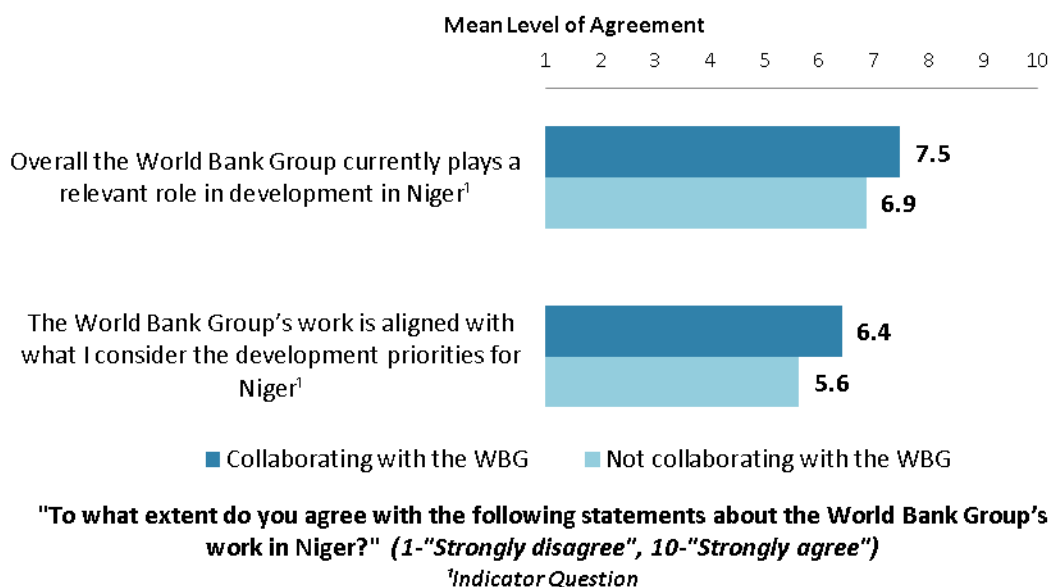 Mean Level of Agreement
1 2 3 4 5 6 7 8 9 10
Overall the World Bank Group currently plays a
relevant role in development in Niger¹
7.5
6.9
The World Bank Group's work is aligned with
what I consider the development priorities for
Niger¹
6.4
5.6
Collaborating with the WBG Not collaborating with the WBG
"To what extent do you agree with the following statements about the World Bank Group's
work in Niger?" (1-"Strongly disagree", 10-"Strongly agree")
¹Indicator Question